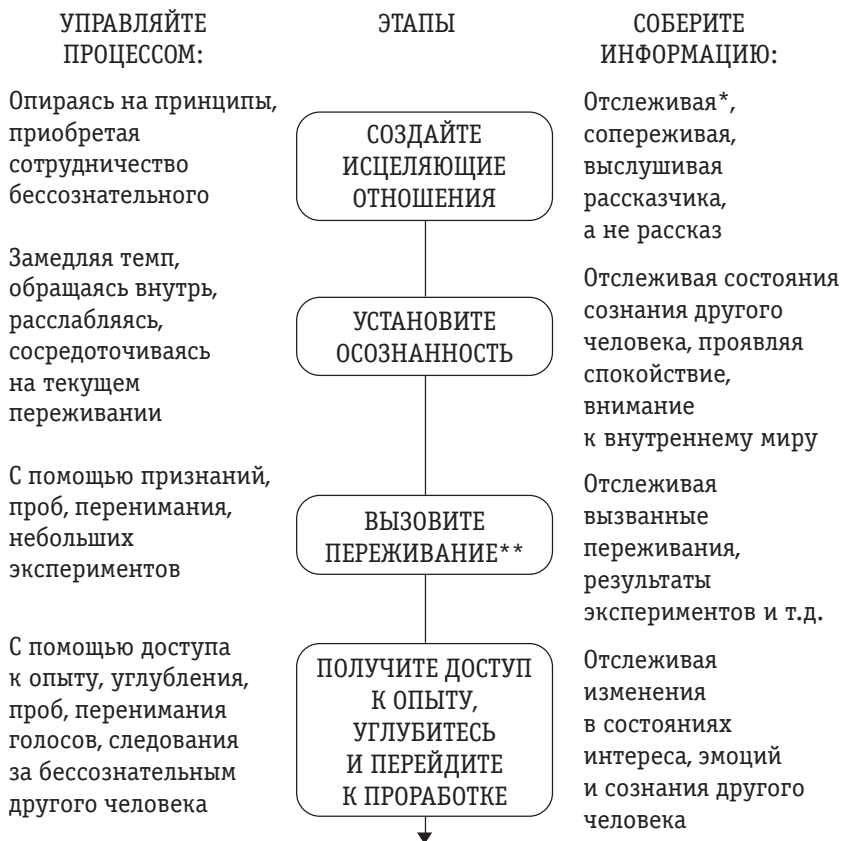 УПРАВЛЯЙТЕ
ПРОЦЕССОМ:
ЭТАПЫ
СОБЕРИТЕ
ИНФОРМАЦИЮ:
Опираясь на принципы,
приобретая
сотрудничество
бессознательного
СОЗДАЙТЕ
ИСЦЕЛЯЮЩИЕ
ОТНОШЕНИЯ
Отслеживая*,
сопереживая,
выслушивая
рассказчика,
а не рассказ
Замедляя темп,
обращаясь внутрь,
расслабляясь,
сосредоточиваясь
на текущем
переживании
УСТАНОВИТЕ
ОСОЗНАННОСТЬ
Отслеживая состояния
сознания другого
человека, проявляя
спокойствие,
внимание
к внутреннему миру
С помощью признаний,
проб, перенимания,
небольших
экспериментов
ВЫЗОВИТЕ
ПЕРЕЖИВАНИЕ**
Отслеживая
вызванные
переживания,
результаты
экспериментов и т.д.
С помощью доступа
к опыту, углубления,
проб, перенимания
голосов, следования
за бессознательным
другого человека
ПОЛУЧИТЕ ДОСТУП
К ОПЫТУ,
УГЛУБИТЕСЬ
И ПЕРЕЙДИТЕ
К ПРОРАБОТКЕ
Отслеживая
изменения
в состояниях
интереса, эмоций
и сознания другого
человека